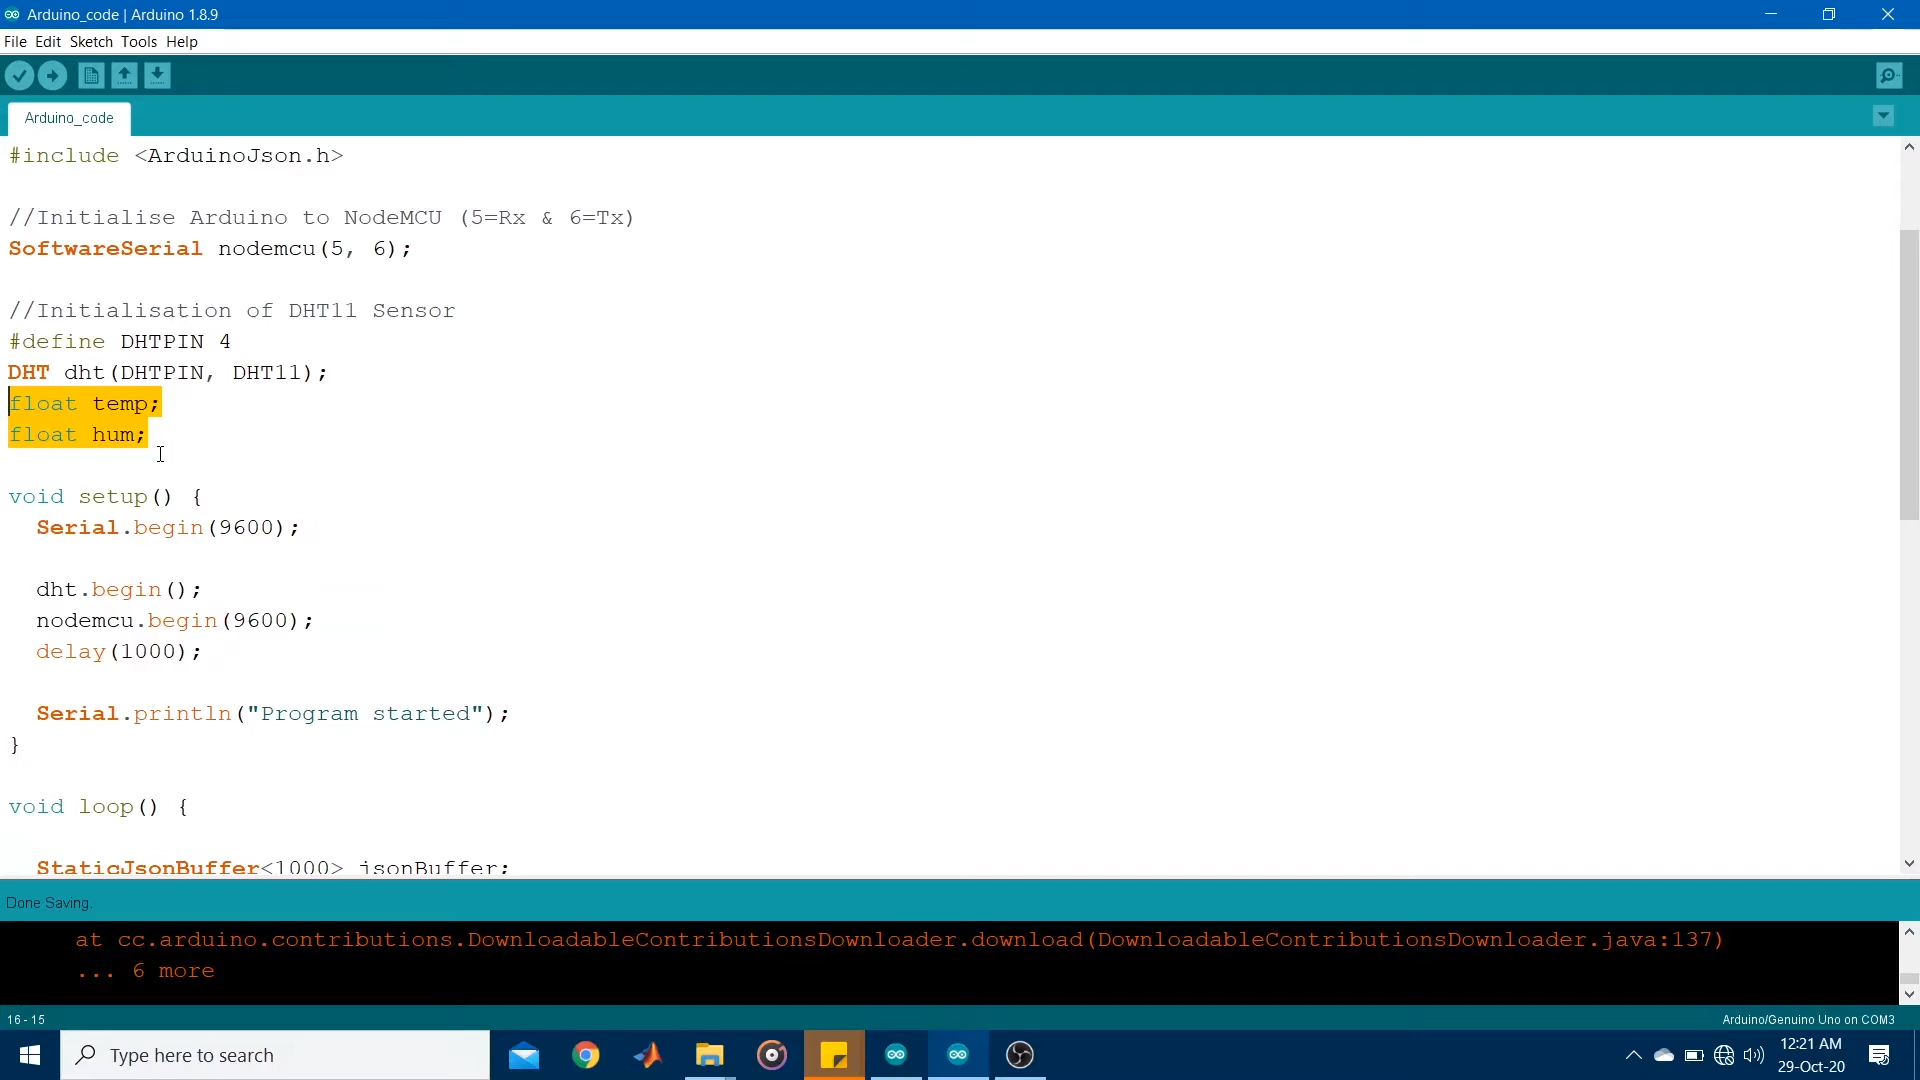 Arduino_code | Arduino 1.8.9
File Edit Sketch Tools Help
Arduino_code
#include <ArduinoJson.h>
//Initialise Arduino to NodeMCU (5=Rx & 6=Tx)
SoftwareSerial nodemcu(5, 6);
//Initialisation of DHT11 Sensor
#define DHTPIN 4
DHT dht(DHTPIN, DHT11);
float temp;
float hum;
void setup() {
Serial.begin(9600);
dht.begin();
nodemcu.begin(9600);
delay(1000);
Serial.println("Program started");
}
void loop() {
StaticJsonBuffer<1000> jsonBuffer;
Done Saving.
at cc.arduino.contributions.DownloadableContributionsDownloader.download(DownloadableContributionsDownloader.java:137)
... 6 more
16 - 15
Arduino/Genuino Uno on COM3
Type here to search
12:21 AM
29-Oct-20